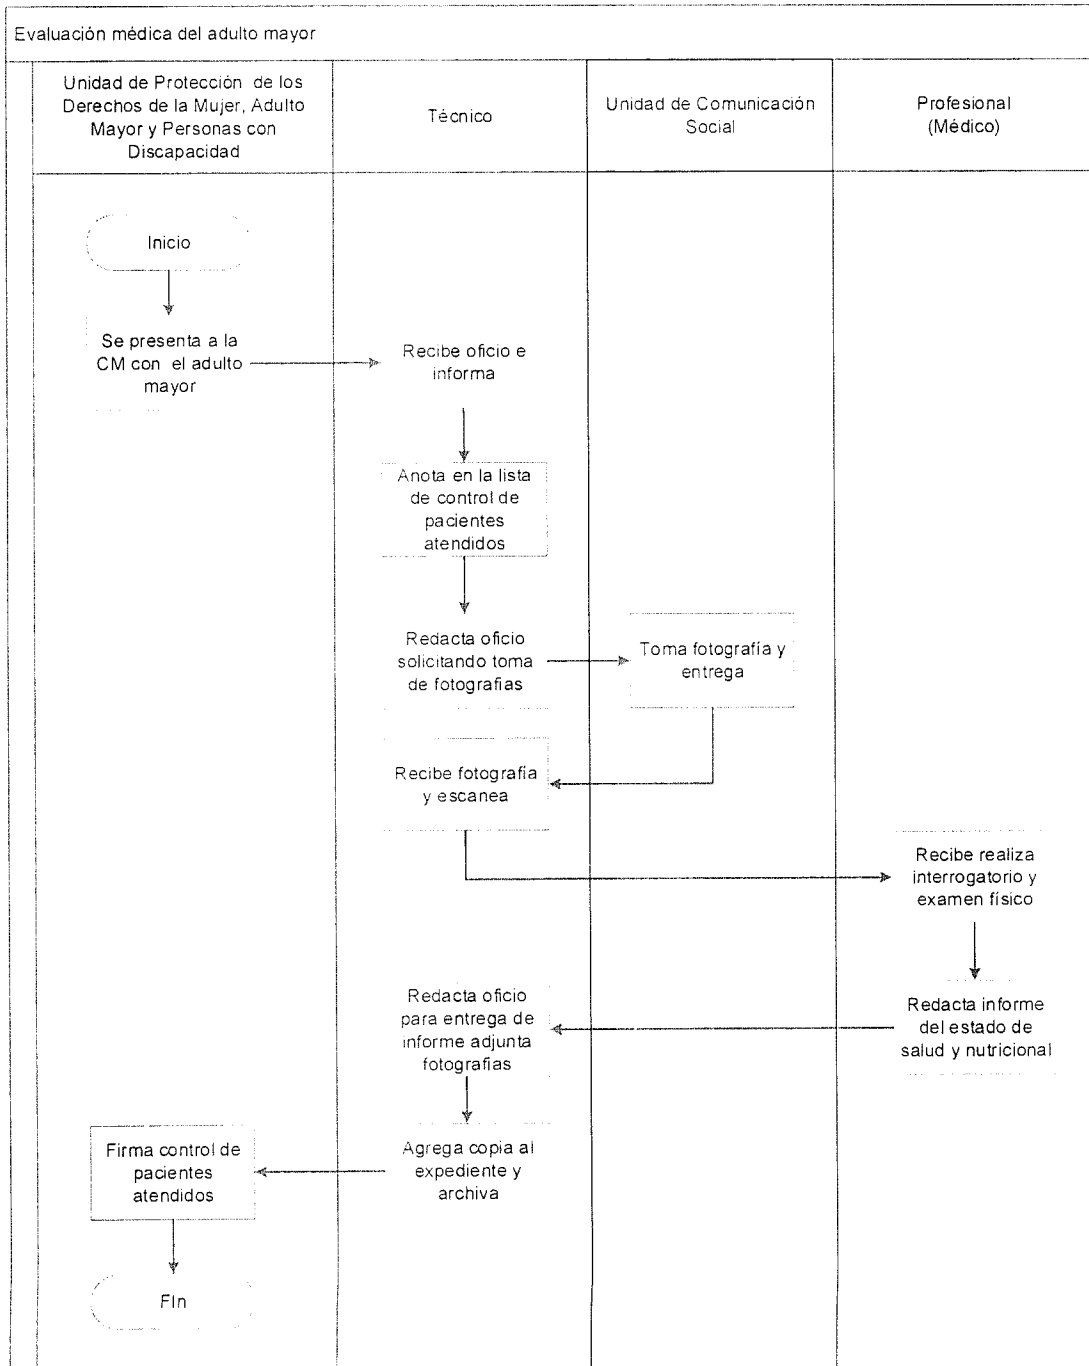 Evaluación médica del adulto mayor
Unidad de Protección de los
Derechos de la Mujer, Adulto
Mayor y Personas con
Discapacidad
Técnico
Unidad de Comunicación
Social
Profesional
(Médico)
Inicio
Se presenta a la
CM con el adulto
mayor
Recibe oficio e
informa
Anota en la lista
de control de
pacientes
atendidos
Redacta oficio
solicitando toma
de fotografias
Toma fotografía y
entrega
Recibe fotografía
y escanea
Recibe realiza
interrogatorio y
examen físico
Redacta informe
del estado de
salud y nutricional
Redacta oficio
para entrega de
informe adjunta
fotografías
Agrega copia al
expediente y
archiva
Firma control de
pacientes
atendidos
FIn